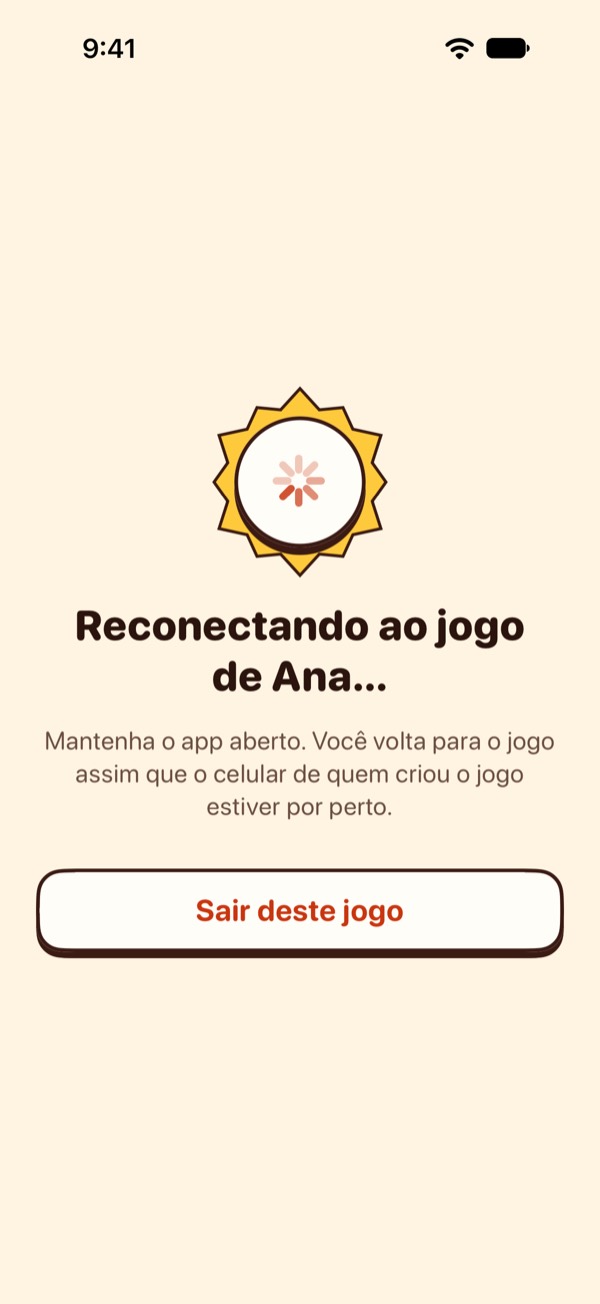 9:41
Reconectando ao jogo
de Ana...
Mantenha o app aberto. Você volta para o jogo
assim que o celular de quem criou o jogo
estiver por perto.
Sair deste jogo